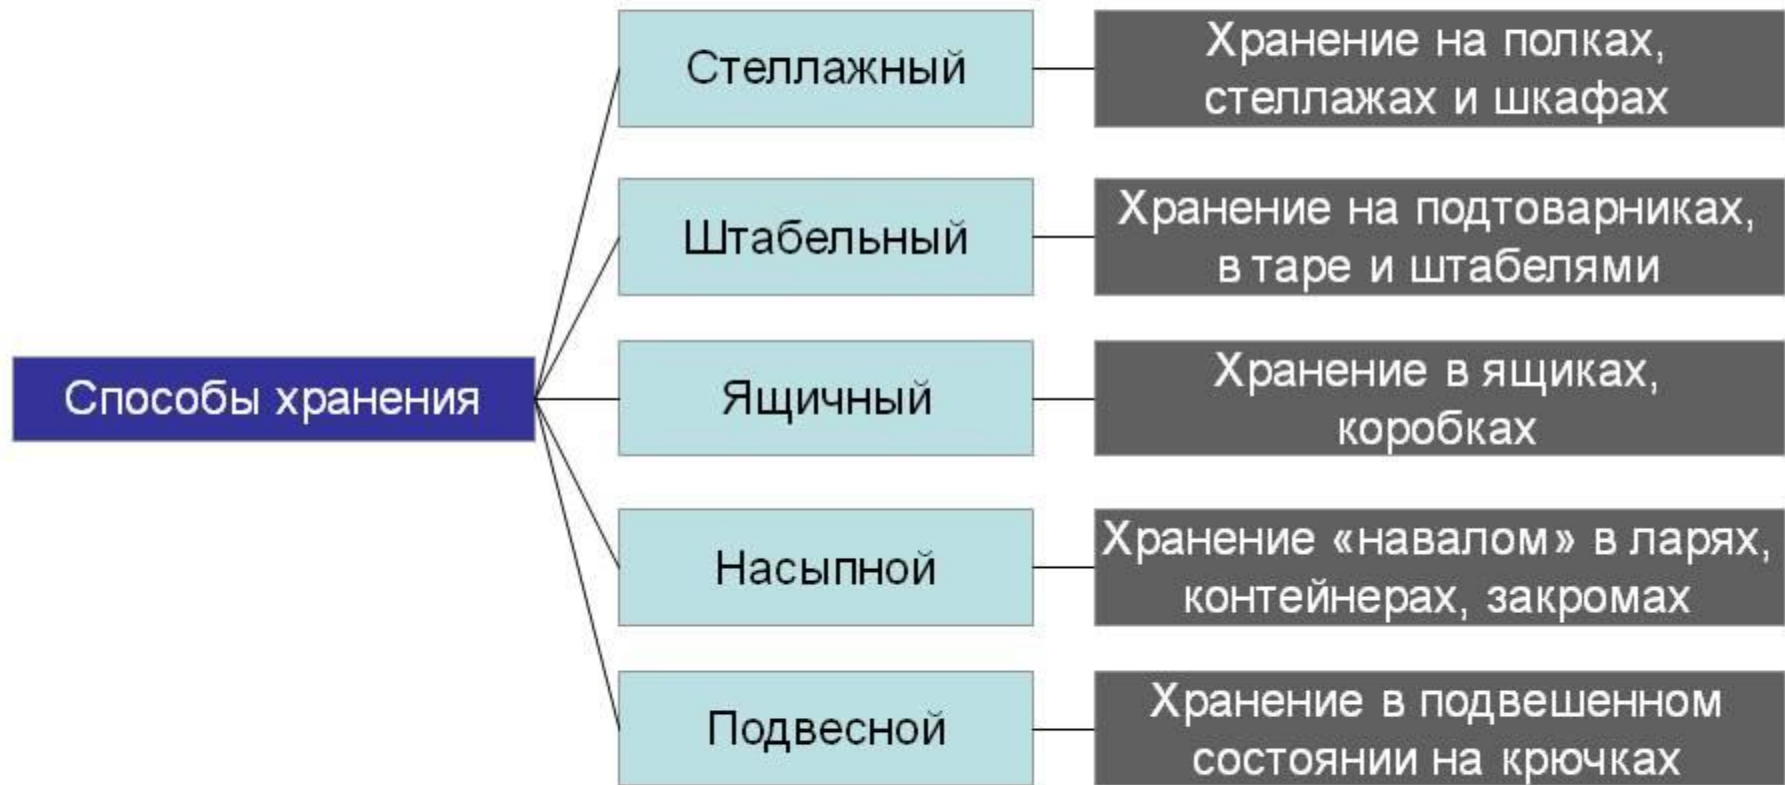 Способы хранения
Стеллажный
Хранение на полках,
стеллажах и шкафах
Штабельный
Хранение на подтоварниках,
в таре и штабелями
Ящичный
Хранение в ящиках,
коробках
Насыпной
Хранение «навалом» в ларях,
контейнерах, закромах
Подвесной
Хранение в подвешенном
состоянии на крючках